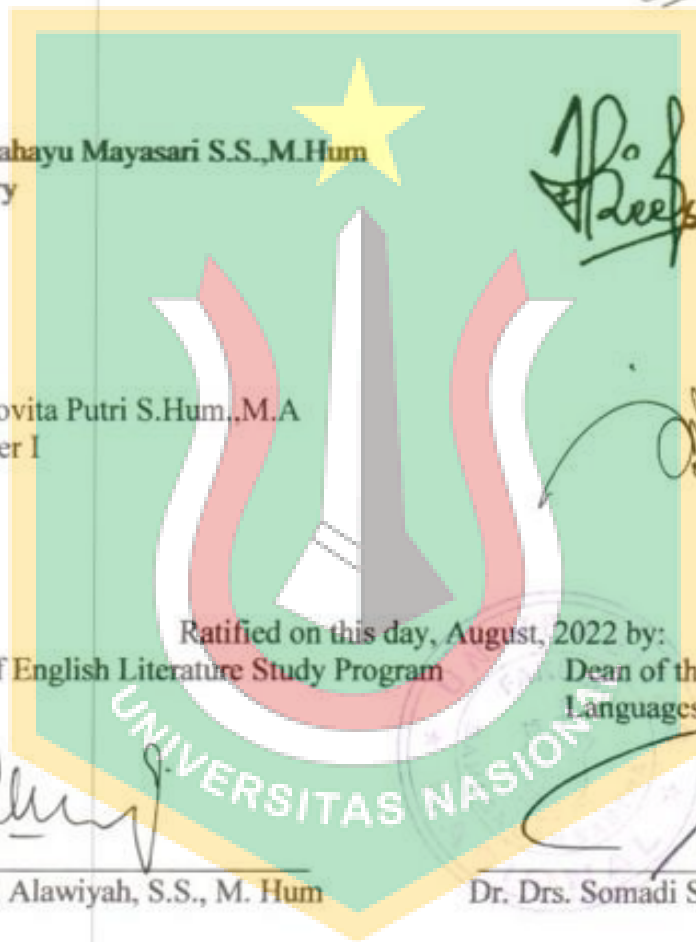 ahayu Mayasari S.S.,M.Hum
ry
ovita Putri S.Hum.,M.A
er I
Ratified on this day, August, 2022 by:
f English Literature Study Program
Dean of th
Languages
UNIVERSITAS NASIONAL
Alawiyah, S.S., M. Hum
Dr. Drs. Somadi S